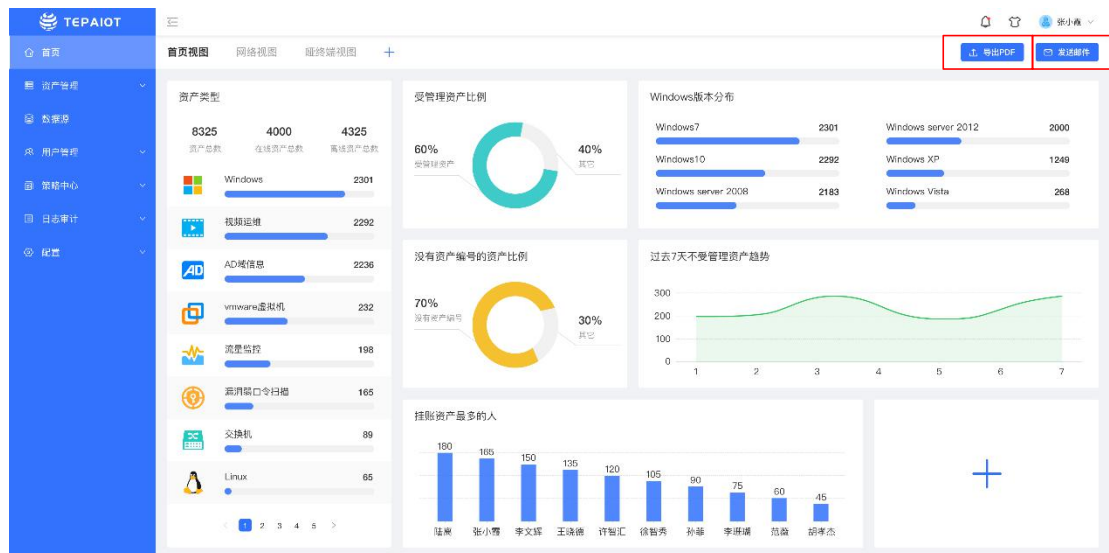 TEPAIOT
张小霞
首页
资产管理
数据源
用户管理
策略中心
日志审计
配置
首页视图 网络视图 哑终端视图 +
导出PDF 发送邮件
资产类型
8325 4000 4325
资产总数 在线资产总数 离线资产总数
Windows 2301
视频运维 2292
AD域信息 2236
vmware虚拟机 232
流量监控 198
漏洞弱口令扫描 165
交换机 89
Linux 65
< 1 2 3 4 5 >
受管理资产比例
60%
受管理资产
40%
其它
没有资产编号的资产比例
70%
没有资产编号
30%
其它
Windows版本分布
Windows7 2301
Windows10 2292
Windows server 2008 2183
Windows server 2012 2000
Windows XP 1249
Windows Vista 268
过去7天不受管理资产趋势
300
200
100
0
1 2 3 4 5 6 7
挂账资产最多的人
180 165 150 135 120 105 90 75 60 45
陆离 张小霞 李文辉 王晓德 许智汇 徐智秀 孙菲 李珊瑚 范薇 胡孝杰